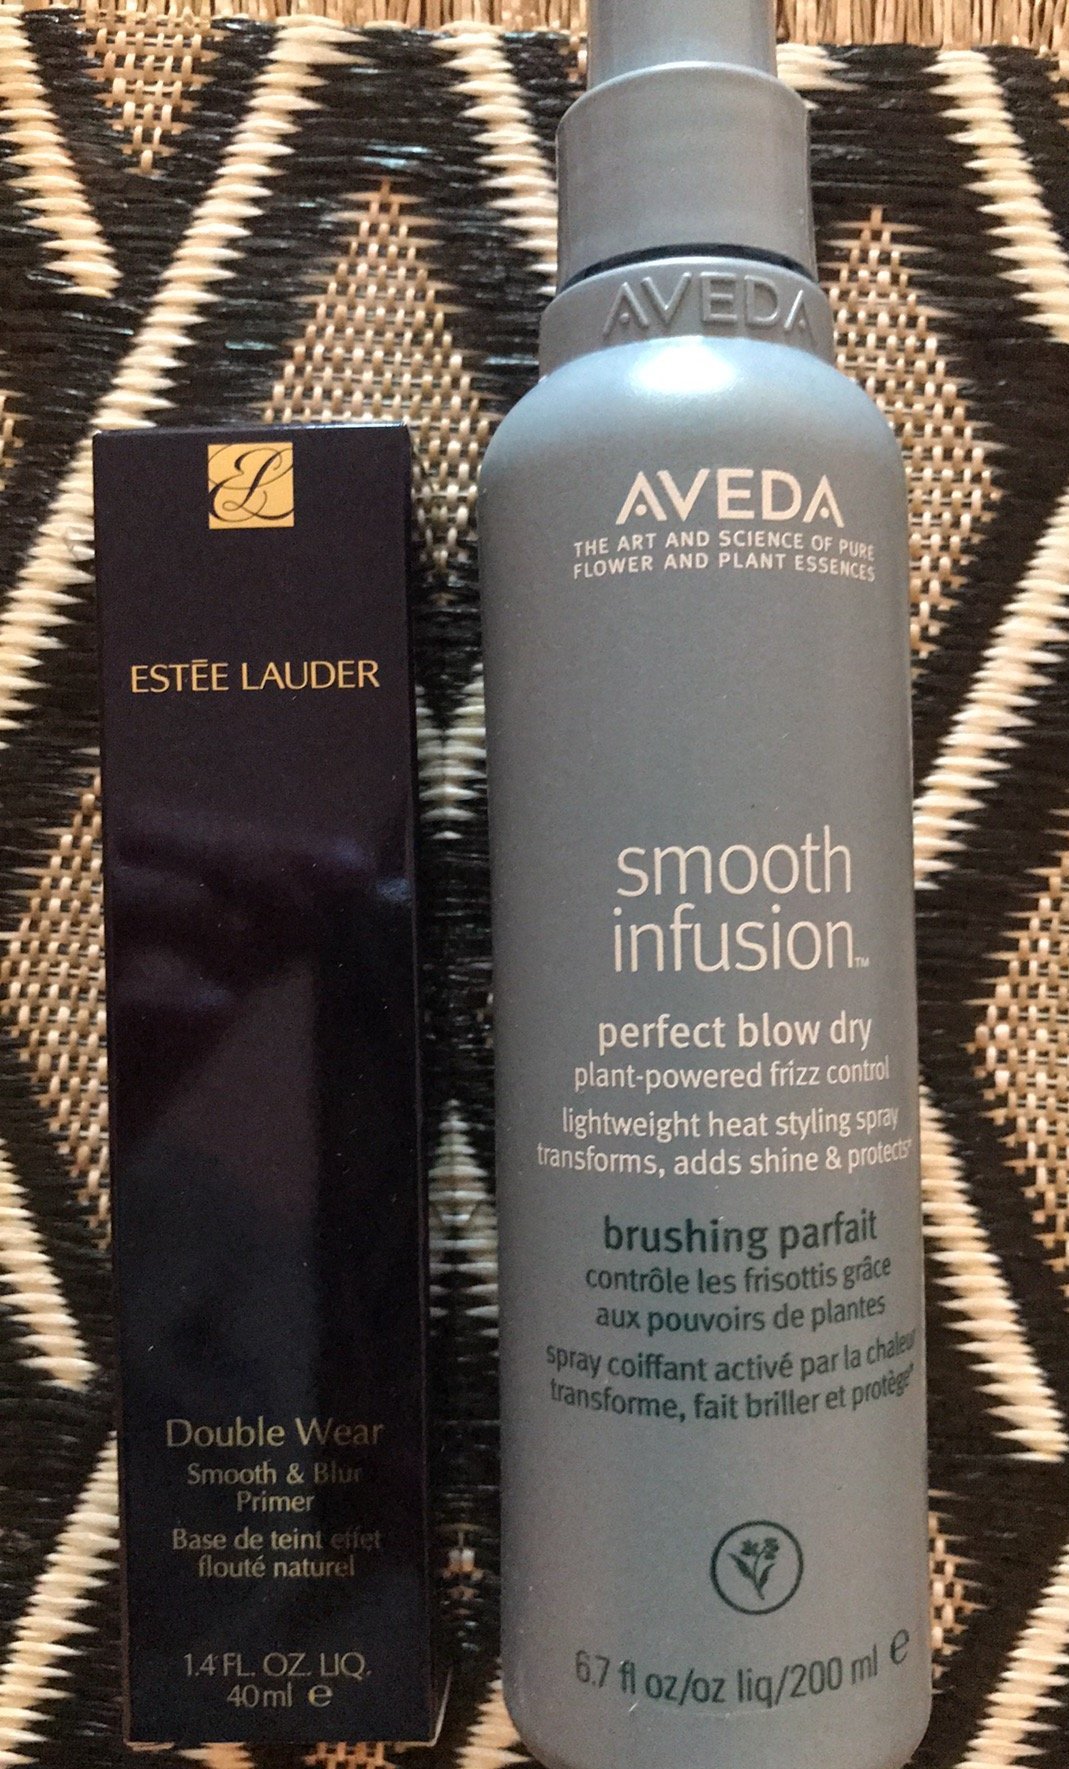 ESTĒE LAUDER
Double Wear
Smooth & Blur
Primer
Base de teint effet
flouté naturel
1.4 FL. OZ. LIQ.
40ml e
AVEDA
AVEDA
THE ART AND SCIENCE OF PURE
FLOWER AND PLANT ESSENCES
smooth
infusion™
perfect blow dry
plant-powered frizz control
lightweight heat styling spray
transforms, adds shine & protects*
brushing parfait
contrôle les frisottis grâce
aux pouvoirs de plantes
spray coiffant activé par la chaleur
transforme, fait briller et protège*
6.7 fl oz/oz liq/200 ml e